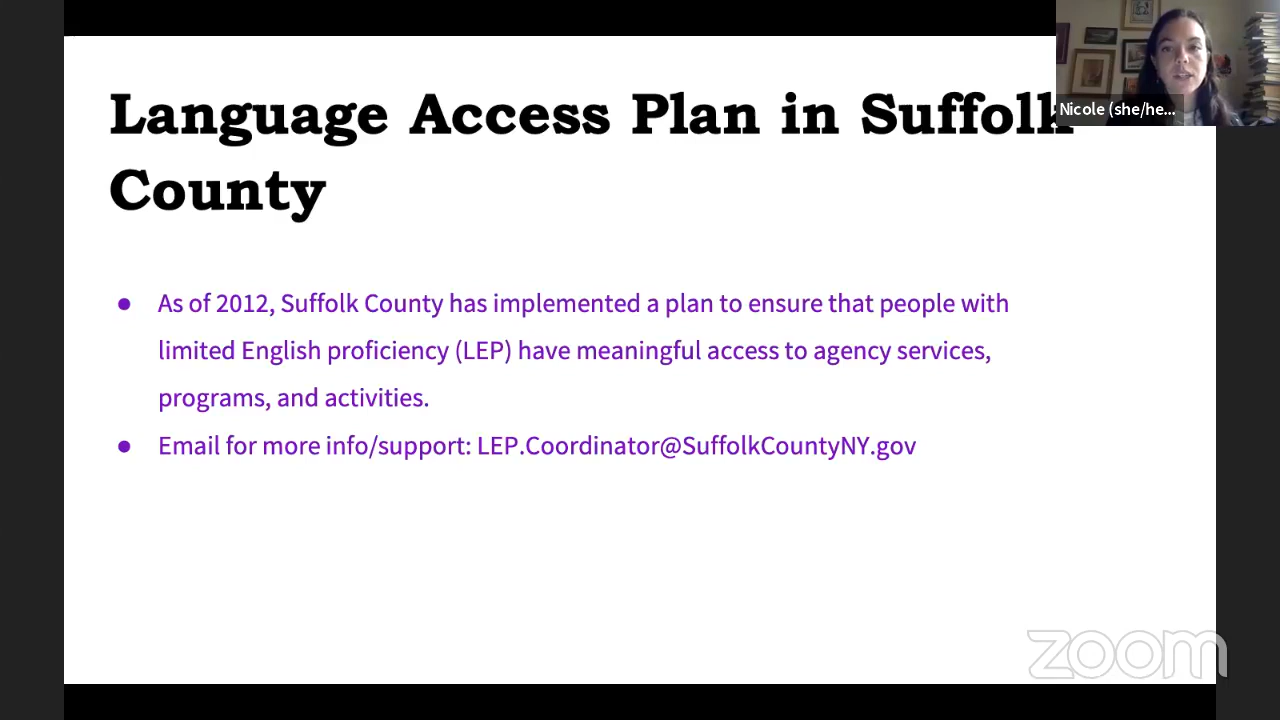 Language Access Plan in Suffolk
County
Nicole (she/he...
● As of 2012, Suffolk County has implemented a plan to ensure that people with
limited English proficiency (LEP) have meaningful access to agency services,
programs, and activities.
● Email for more info/support: LEP.Coordinator@SuffolkCountyNY.gov
zoom